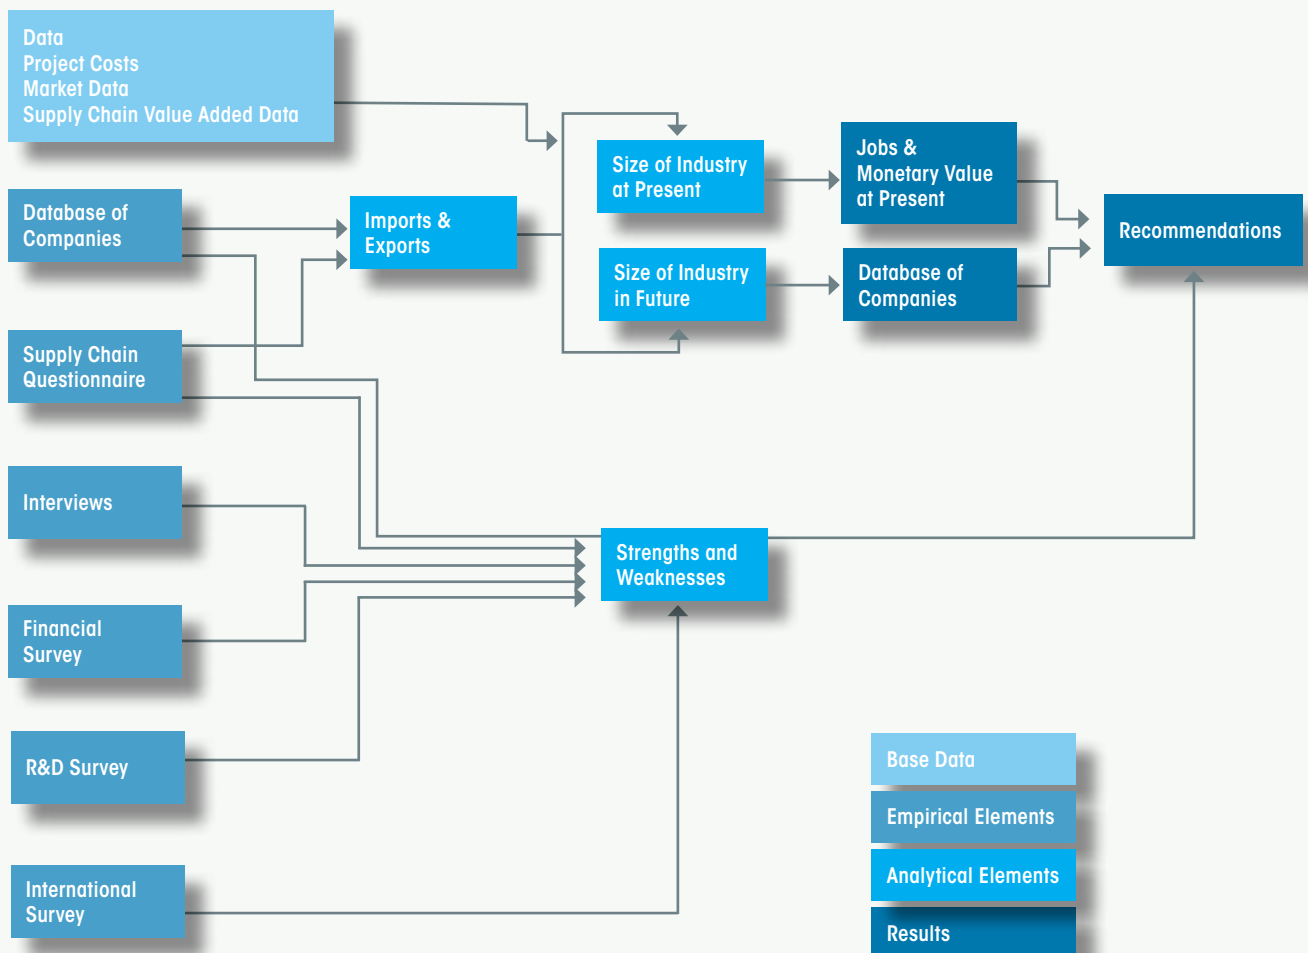 Data
Project Costs
Market Data
Supply Chain Value Added Data
Database of
Companies
Supply Chain
Questionnaire
Interviews
Financial
Survey
R&D Survey
International
Survey
Imports &
Exports
Size of Industry
at Present
Size of Industry
in Future
Strengths and
Weaknesses
Jobs &
Monetary Value
at Present
Database of
Companies
Recommendations
Base Data
Empirical Elements
Analytical Elements
Results